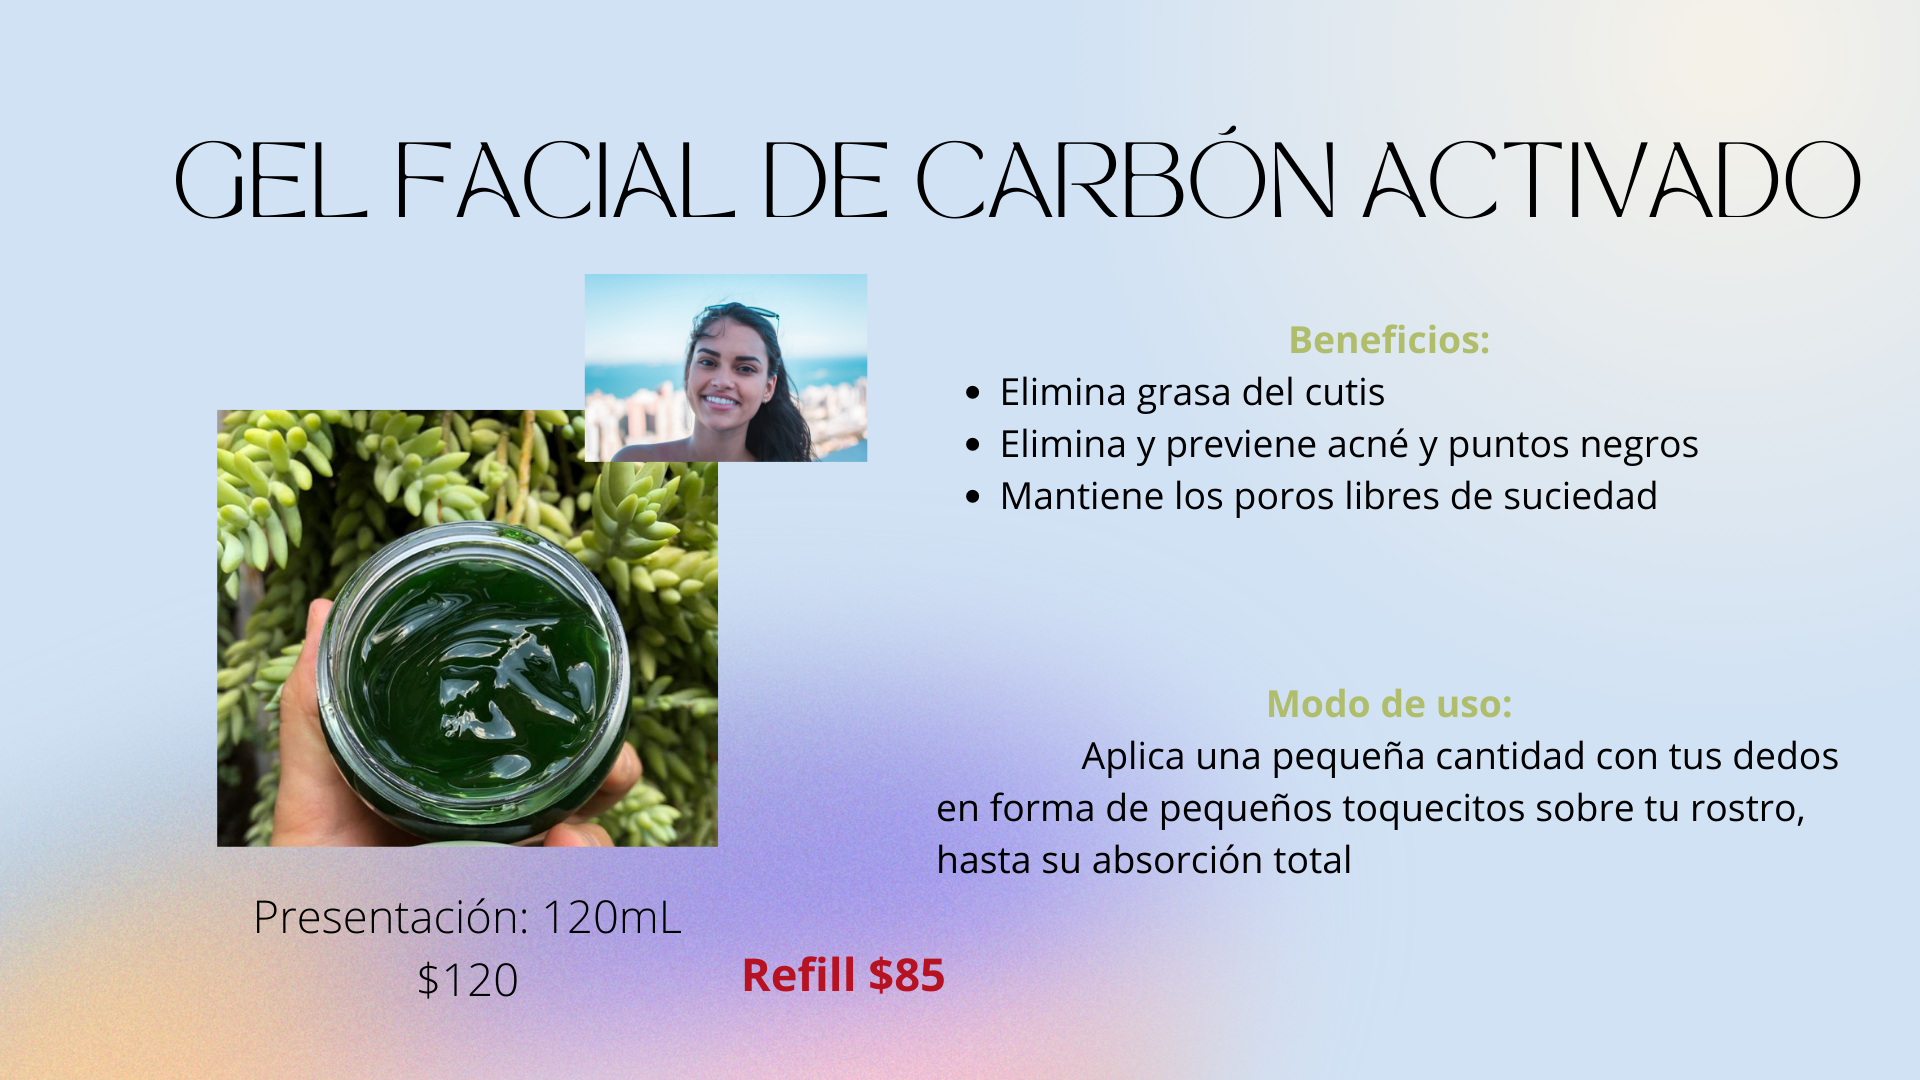 GEL FACIAL DE CARBÓN ACTIVADO
Beneficios:
• Elimina grasa del cutis
• Elimina y previene acné y puntos negros
• Mantiene los poros libres de suciedad
Modo de uso:
Aplica una pequeña cantidad con tus dedos
en forma de pequeños toquecitos sobre tu rostro,
hasta su absorción total
Presentación: 120mL
$120
Refill $85